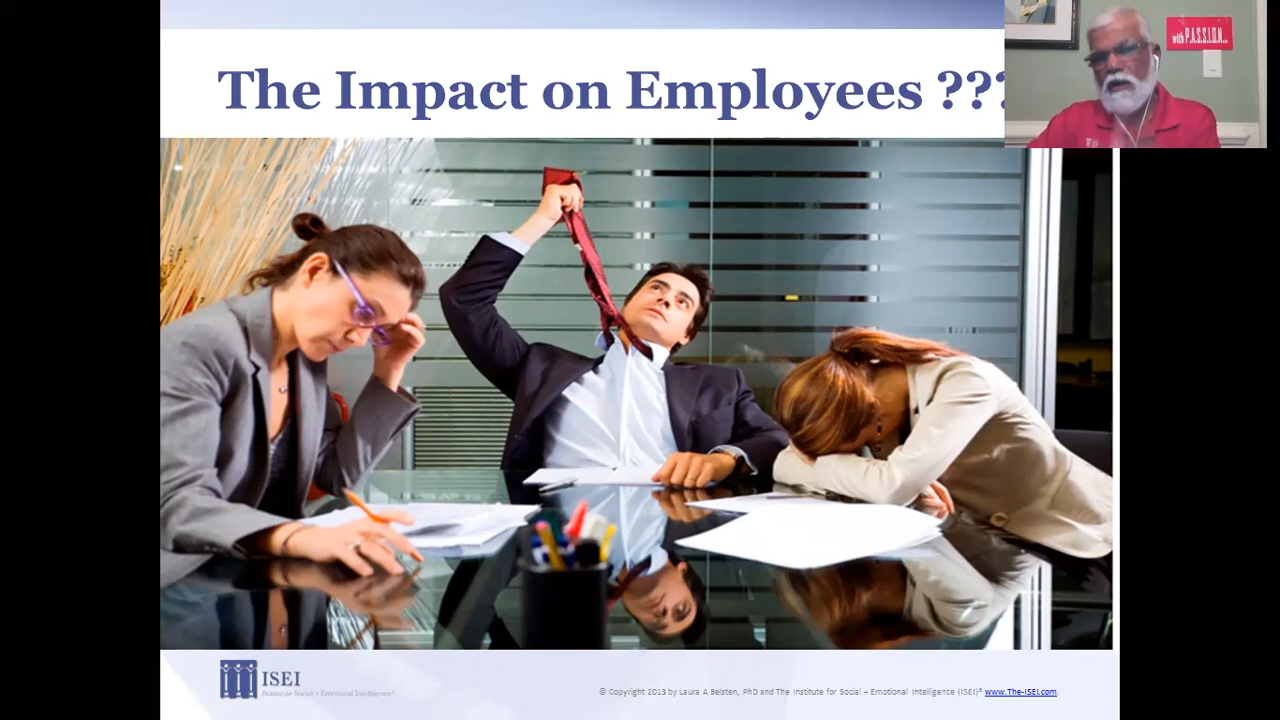 The Impact on Employees ???
with P.A.S.S.I.O.N.
ISEI
Institute for Social + Emotional Intelligence®
© Copyright 2013 by Laura A Belsten, PhD and The Institute for Social + Emotional Intelligence (ISEI)® www.The-ISEI.com.